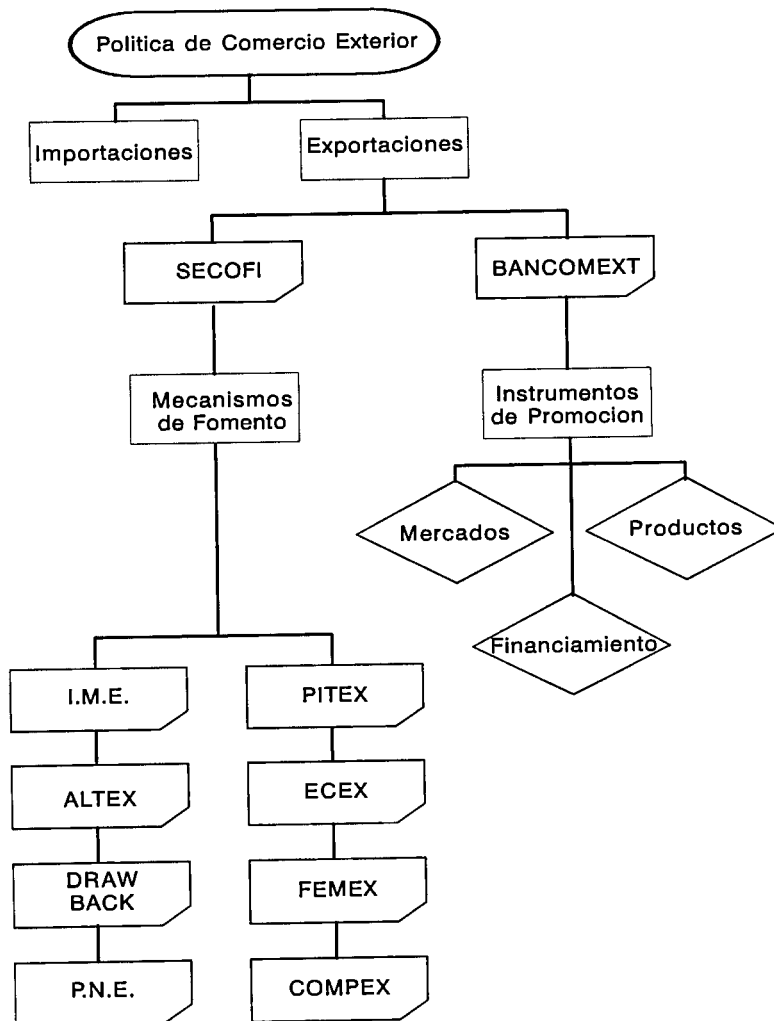 Politica de Comercio Exterior
Importaciones
Exportaciones
SECOFI
BANCOMEXT
Mecanismos
de Fomento
Instrumentos
de Promocion
Mercados
Productos
Financiamiento
I.M.E.
PITEX
ALTEX
ECEX
DRAW
BACK
FEMEX
P.N.E.
COMPEX